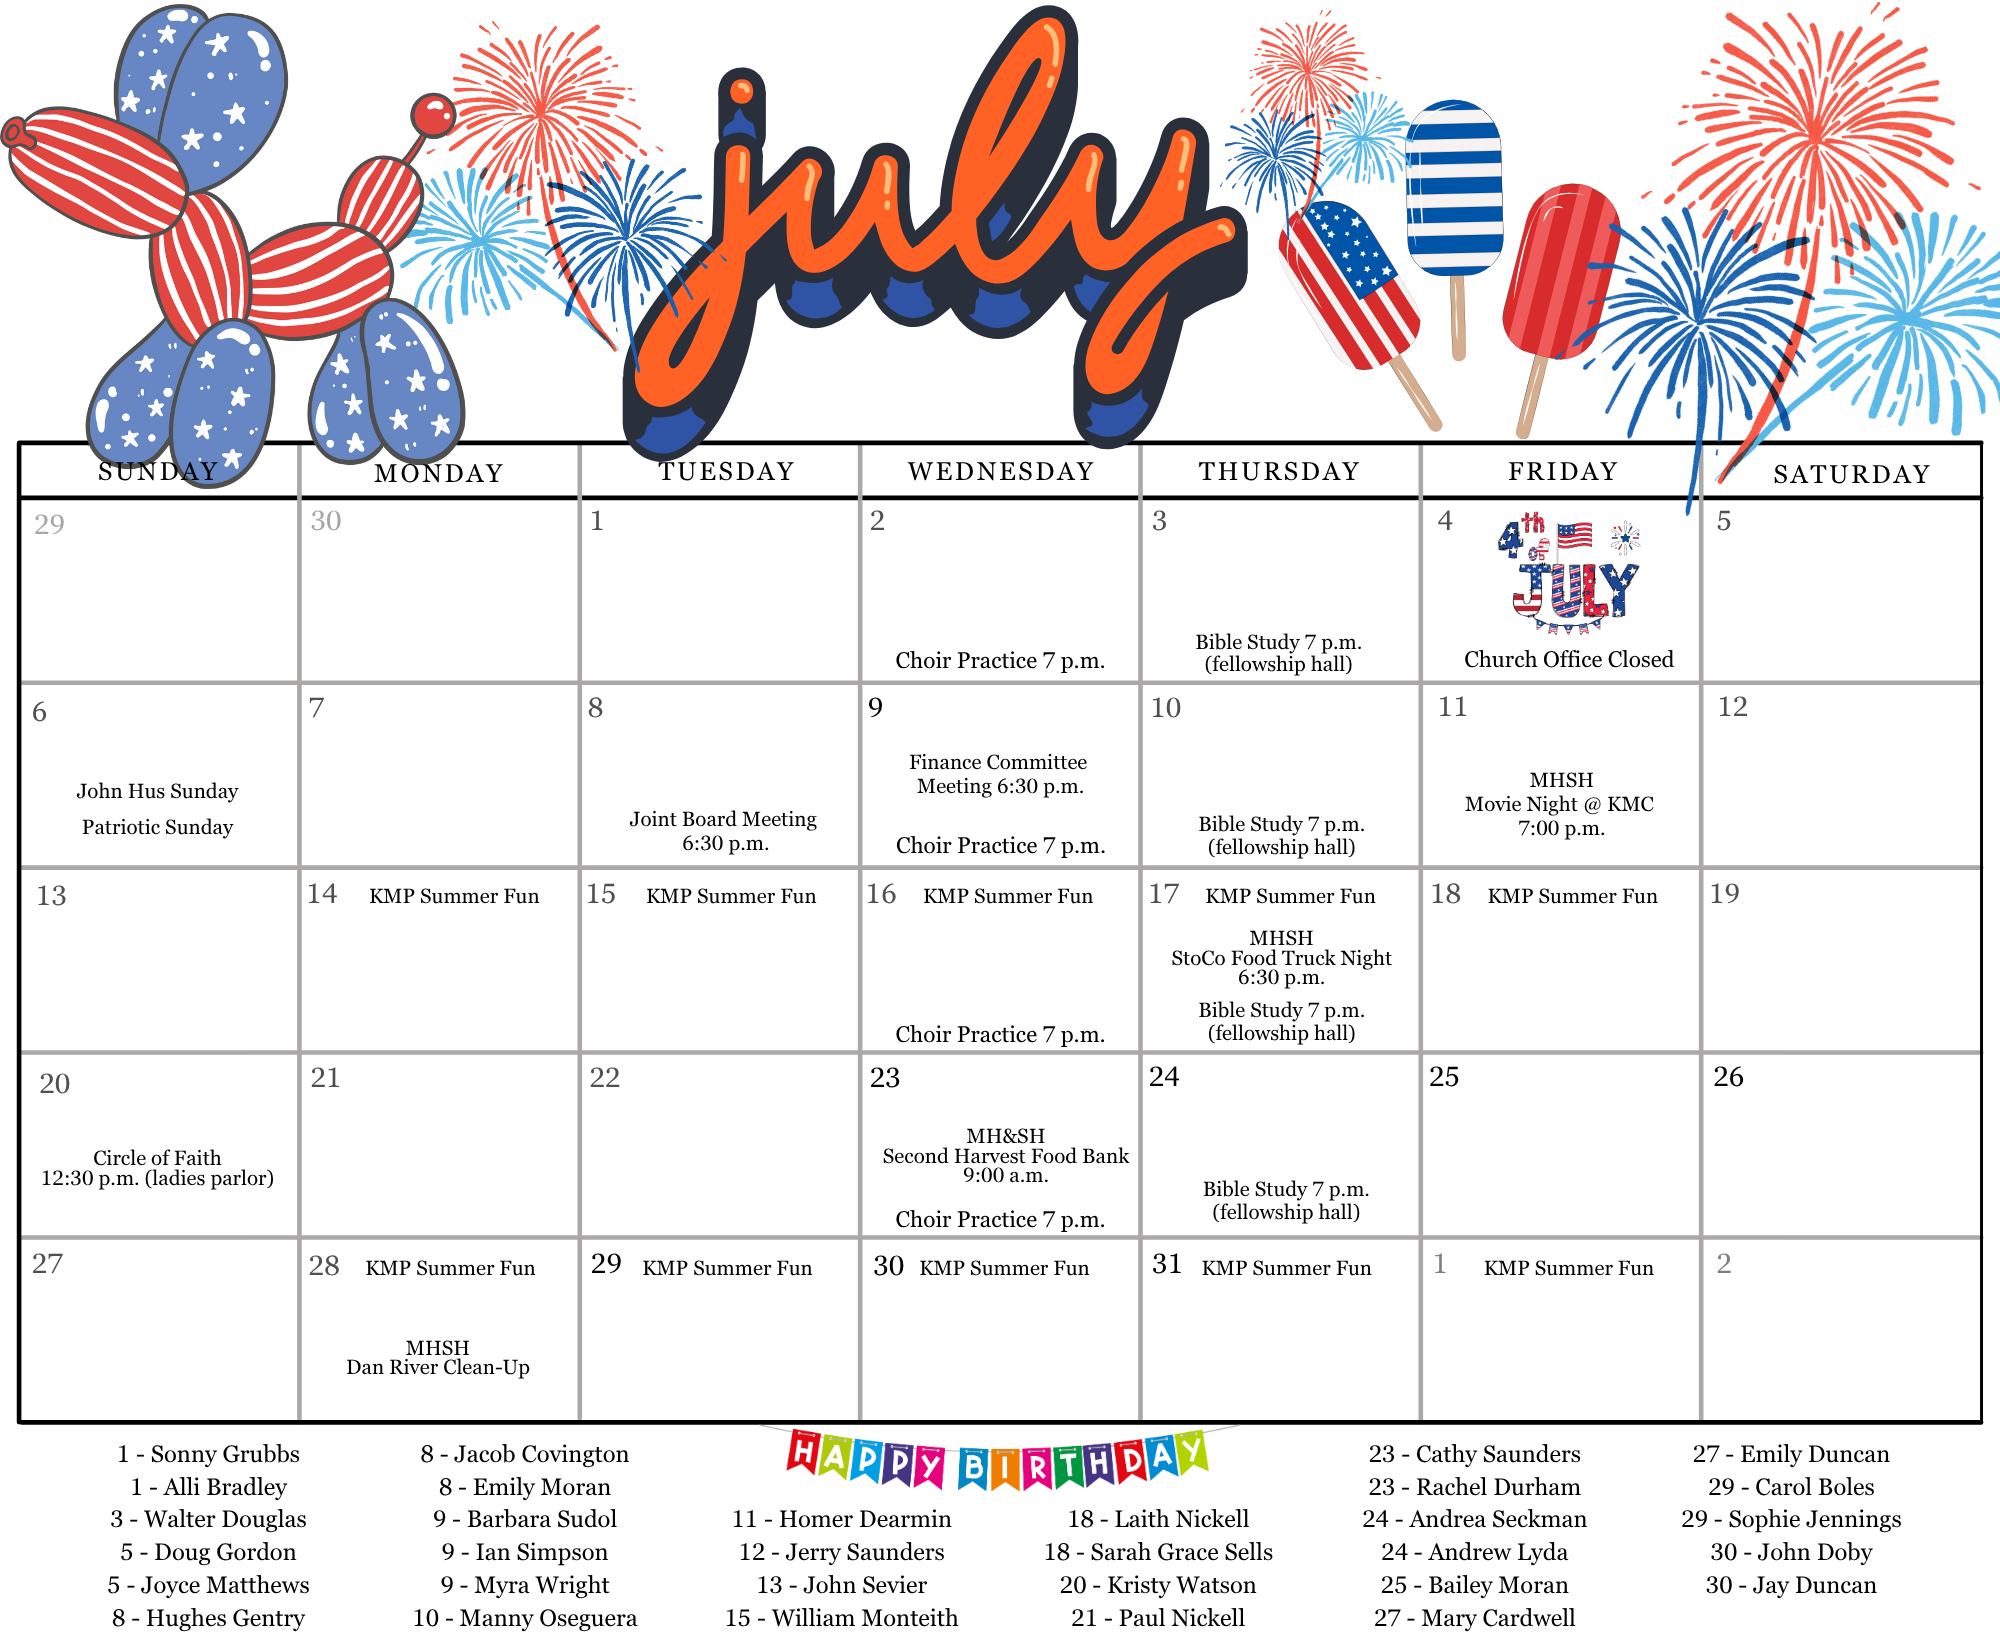 july
SUNDAY MONDAY TUESDAY WEDNESDAY THURSDAY FRIDAY SATURDAY
29
30
1
2
Choir Practice 7 p.m.
3
Bible Study 7 p.m.
(fellowship hall)
4
4th
of
JULY
Church Office Closed
5
6
John Hus Sunday
Patriotic Sunday
7
8
Joint Board Meeting
6:30 p.m.
9
Finance Committee
Meeting 6:30 p.m.
Choir Practice 7 p.m.
10
Bible Study 7 p.m.
(fellowship hall)
11
MHSH
Movie Night @ KMC
7:00 p.m.
12
13
14 KMP Summer Fun
15 KMP Summer Fun
16 KMP Summer Fun
Choir Practice 7 p.m.
17 KMP Summer Fun
MHSH
StoCo Food Truck Night
6:30 p.m.
Bible Study 7 p.m.
(fellowship hall)
18 KMP Summer Fun
19
20
Circle of Faith
12:30 p.m. (ladies parlor)
21
22
23
MH&SH
Second Harvest Food Bank
9:00 a.m.
Choir Practice 7 p.m.
24
Bible Study 7 p.m.
(fellowship hall)
25
26
27
28 KMP Summer Fun
MHSH
Dan River Clean-Up
29 KMP Summer Fun
30 KMP Summer Fun
31 KMP Summer Fun
1 KMP Summer Fun
2
HAPPY BIRTHDAY
1 - Sonny Grubbs
1 - Alli Bradley
3 - Walter Douglas
5 - Doug Gordon
5 - Joyce Matthews
8 - Hughes Gentry
8 - Jacob Covington
8 - Emily Moran
9 - Barbara Sudol
9 - Ian Simpson
9 - Myra Wright
10 - Manny Oseguera
11 - Homer Dearmin
12 - Jerry Saunders
13 - John Sevier
15 - William Monteith
18 - Laith Nickell
18 - Sarah Grace Sells
20 - Kristy Watson
21 - Paul Nickell
23 - Cathy Saunders
23 - Rachel Durham
24 - Andrea Seckman
24 - Andrew Lyda
25 - Bailey Moran
27 - Mary Cardwell
27 - Emily Duncan
29 - Carol Boles
29 - Sophie Jennings
30 - John Doby
30 - Jay Duncan